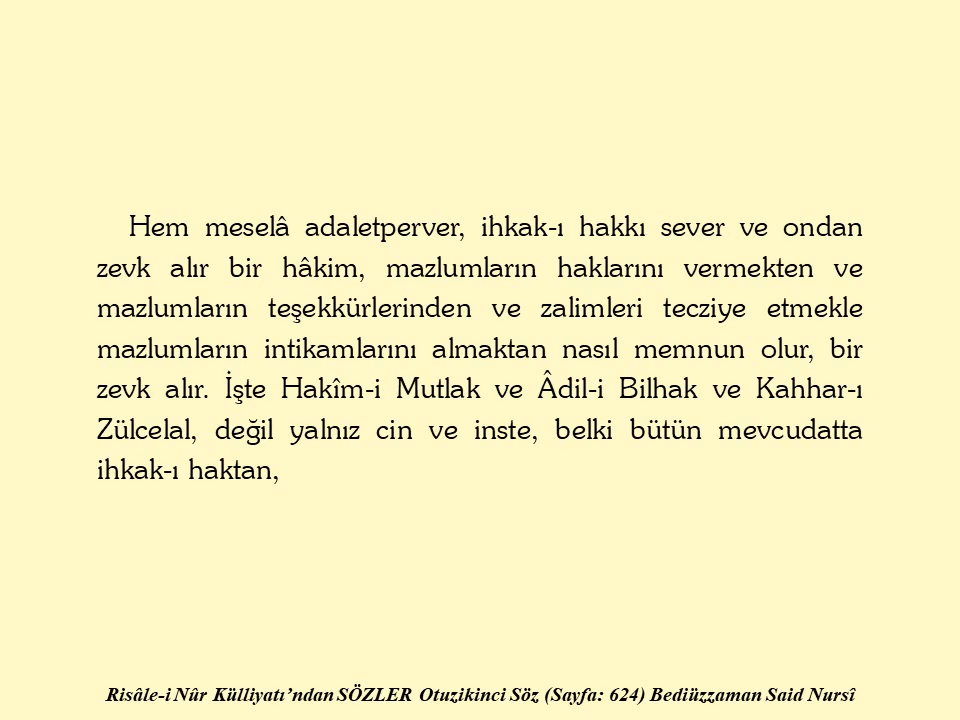 Hem meselâ adaletperver, ihkak-ı hakkı sever ve ondan
zevk alır bir hâkim, mazlumların haklarını vermekten ve
mazlumların teşekkürlerinden ve zalimleri tecziye etmekle
mazlumların intikamlarını almaktan nasıl memnun olur, bir
zevk alır. İşte Hakîm-i Mutlak ve Âdil-i Bilhak ve Kahhar-ı
Zülcelal, değil yalnız cin ve inste, belki bütün mevcudatta
ihkak-ı haktan,
Risâle-i Nûr Külliyatı’ndan SÖZLER Otuzikinci Söz (Sayfa: 624) Bediüzzaman Said Nursî